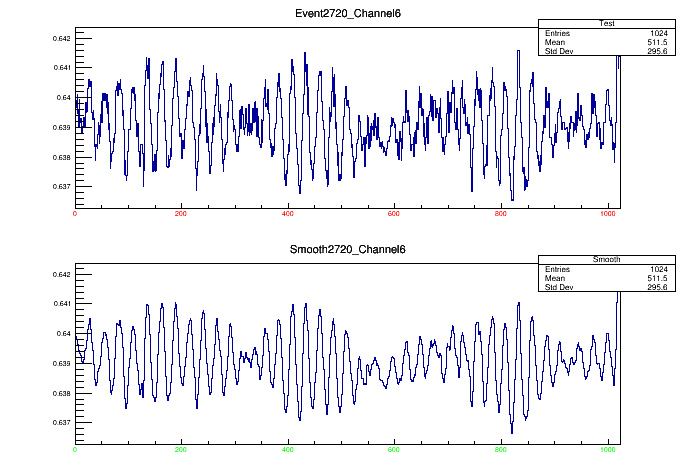 Event2720_Channel6
Test
Entries 1024
Mean 511.5
Std Dev 295.6
0.642
0.641
0.64
0.639
0.638
0.637
0 200 400 600 800 1000
Smooth2720_Channel6
Smooth
Entries 1024
Mean 511.5
Std Dev 295.6
0.642
0.641
0.64
0.639
0.638
0.637
0 200 400 600 800 1000